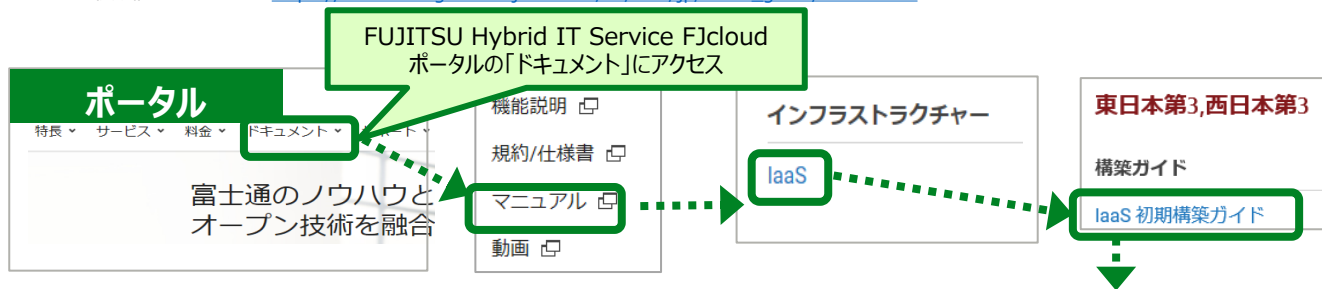 FUJITSU Hybrid IT Service FJcloud
ポータルの「ドキュメント」にアクセス
ポータル
特長 サービス 料金 ドキュメント
富士通のノウハウと
オープン技術を融合
機能説明
規約/仕様書
マニュアル
動画
インフラストラクチャー
IaaS
東日本第3,西日本第3
構築ガイド
IaaS 初期構築ガイド